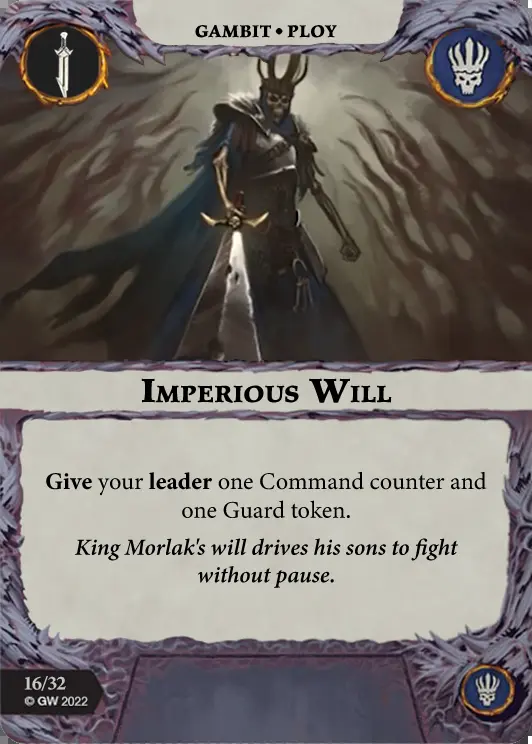 GAMBIT • PLOY
IMPERIOUS WILL
Give your leader one Command counter and
one Guard token.
King Morlak's will drives his sons to fight
without pause.
16/32
© GW 2022